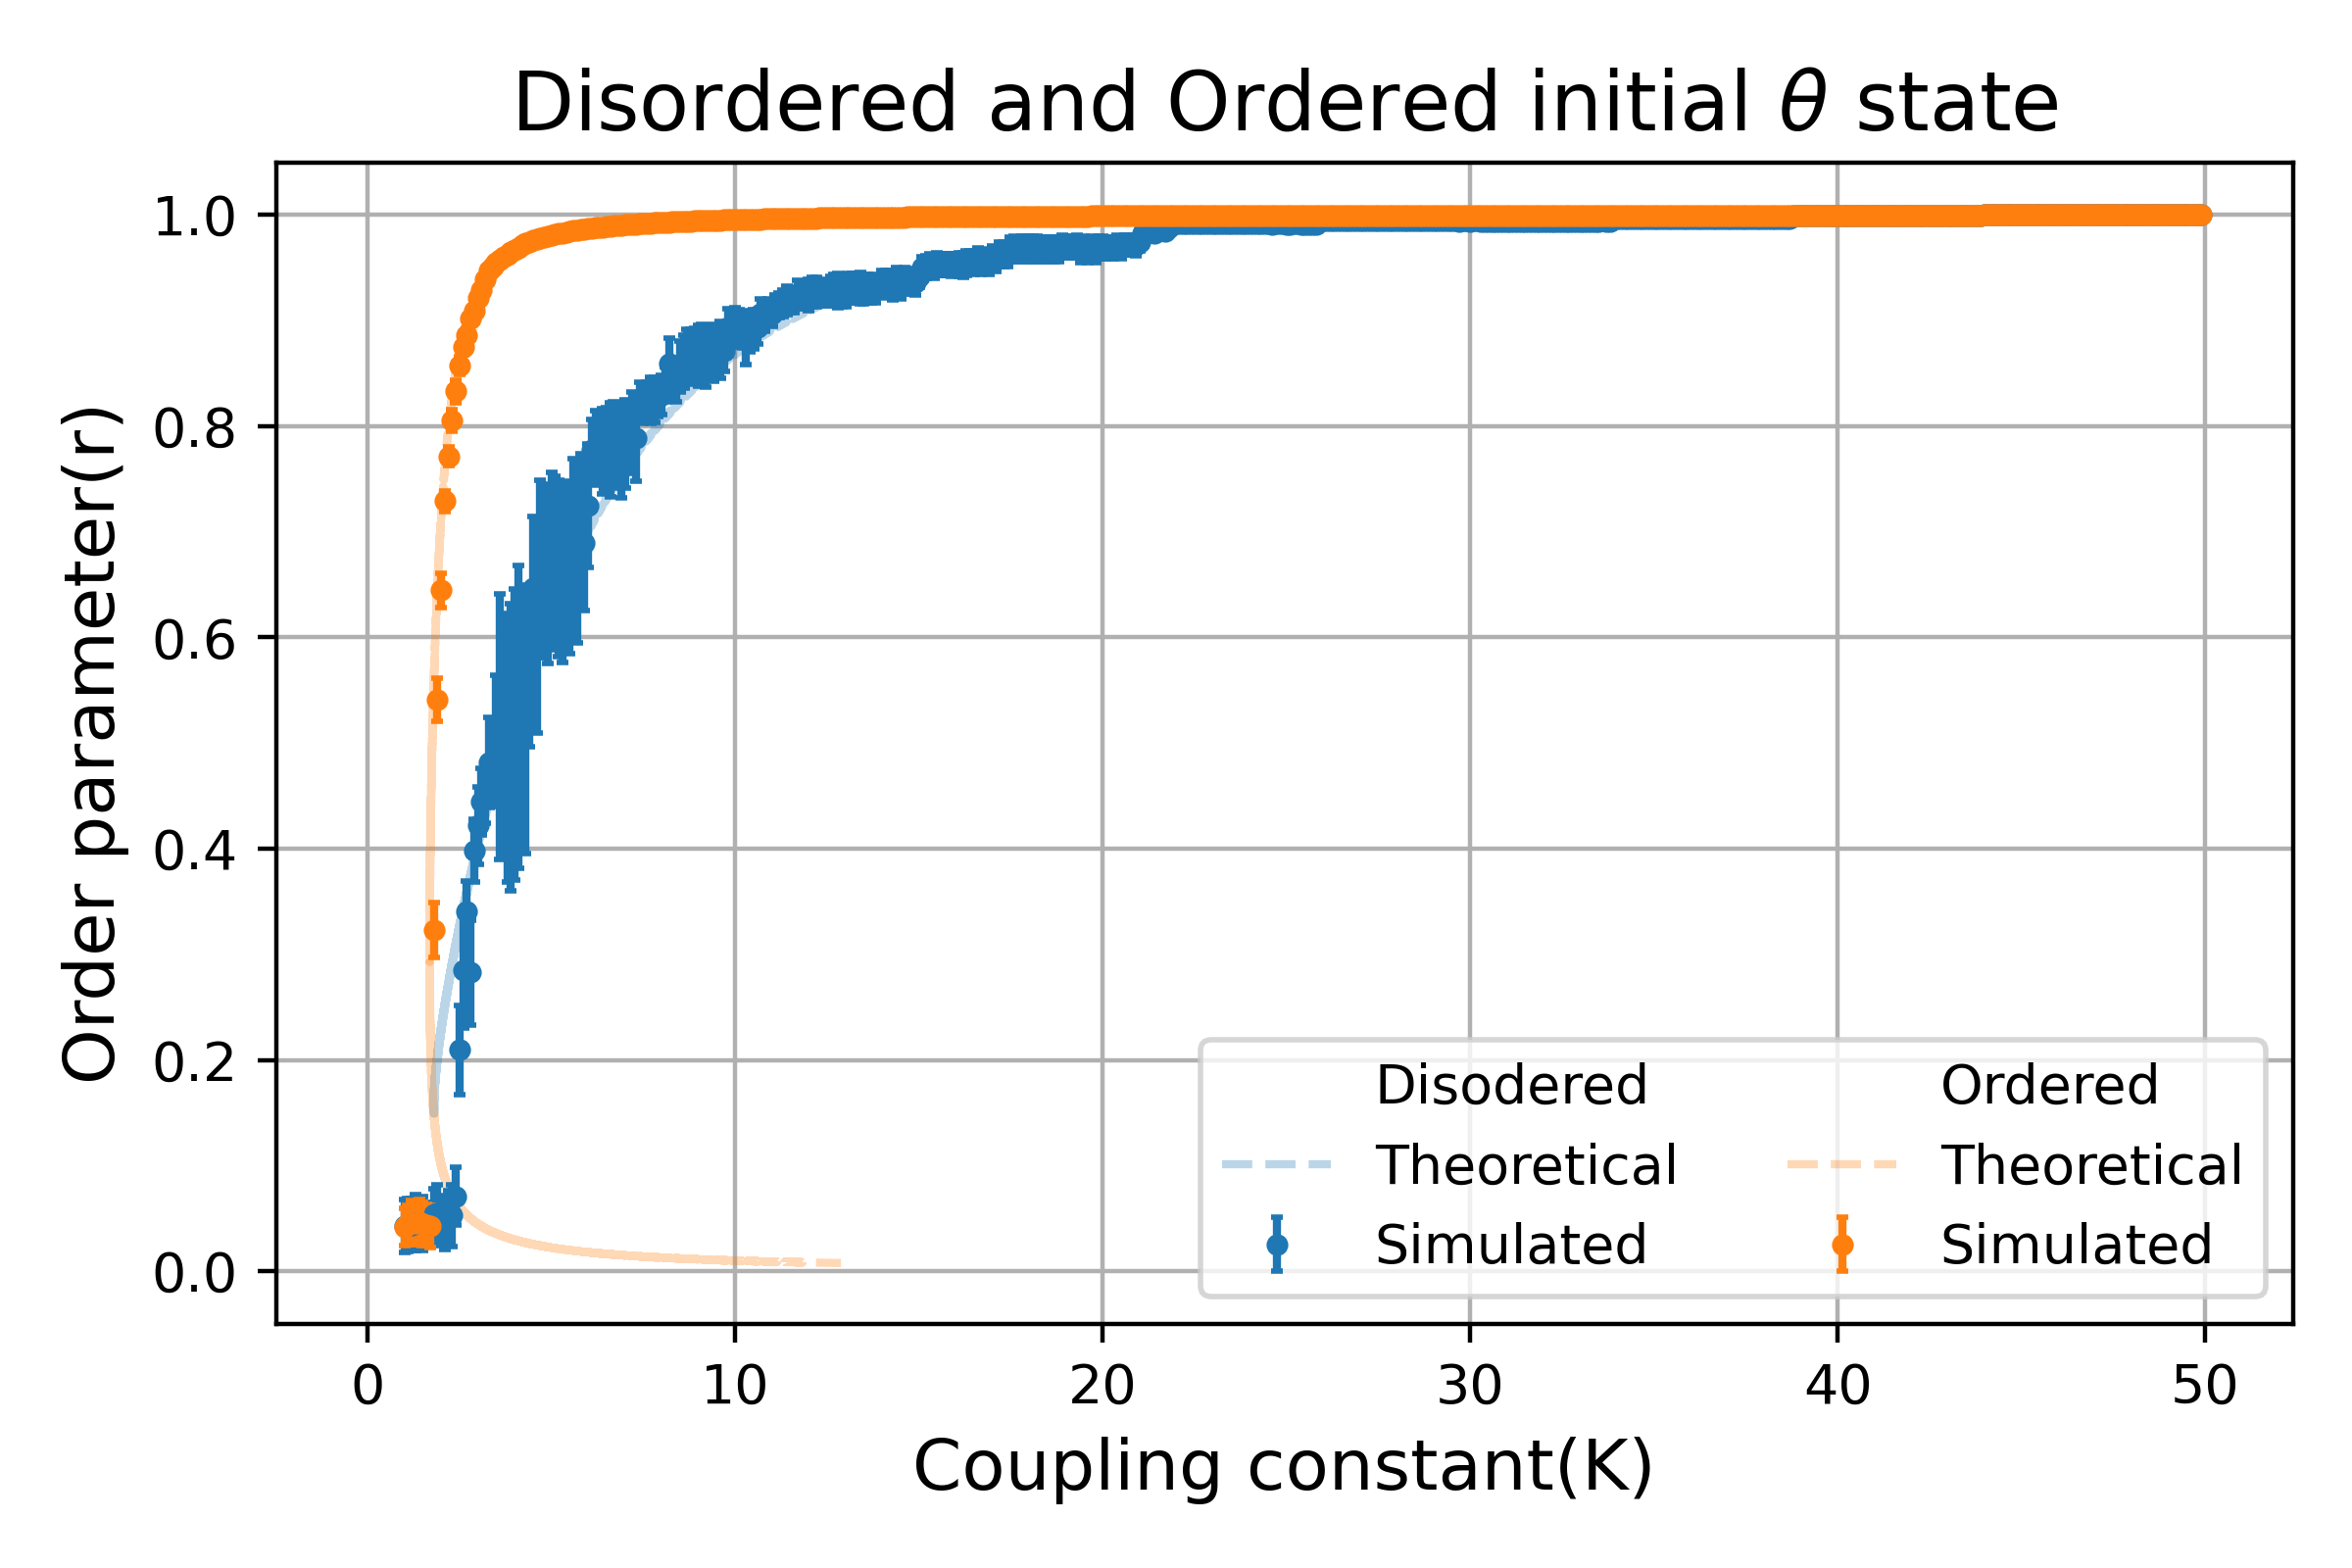 Disordered and Ordered initial θ state
Order parameter(r)
1.0
0.8
0.6
0.4
0.2
0.0
0 10 20 30 40 50
Coupling constant(K)
Disodered
Theoretical
Simulated
Ordered
Theoretical
Simulated